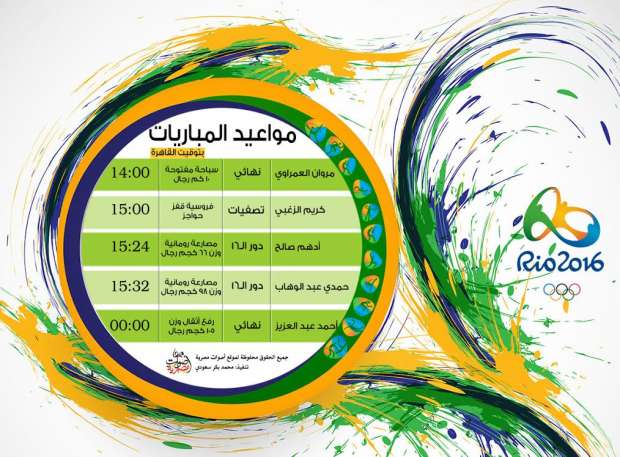 مواعيد المباريات
بتوقيت القاهرة
مروان العمراوي نهائي سباحة مفتوحة ١٠ كم رجال 14:00
كريم الزغبي تصفيات فروسية قفز حواجز 15:00
أدهم صالح دور الـ١٦ مصارعة رومانية وزن ٦٦ كجم رجال 15:24
حمدي عبد الوهاب دور الـ١٦ مصارعة رومانية وزن ٩٨ كجم رجال 15:32
احمد عبد العزيز نهائي رفع أثقال وزن ١٠٥ كجم رجال 00:00
جميع الحقوق محفوظة لموقع أصوات مصرية
تنفيذ: محمد بكر سعودي
Rio2016